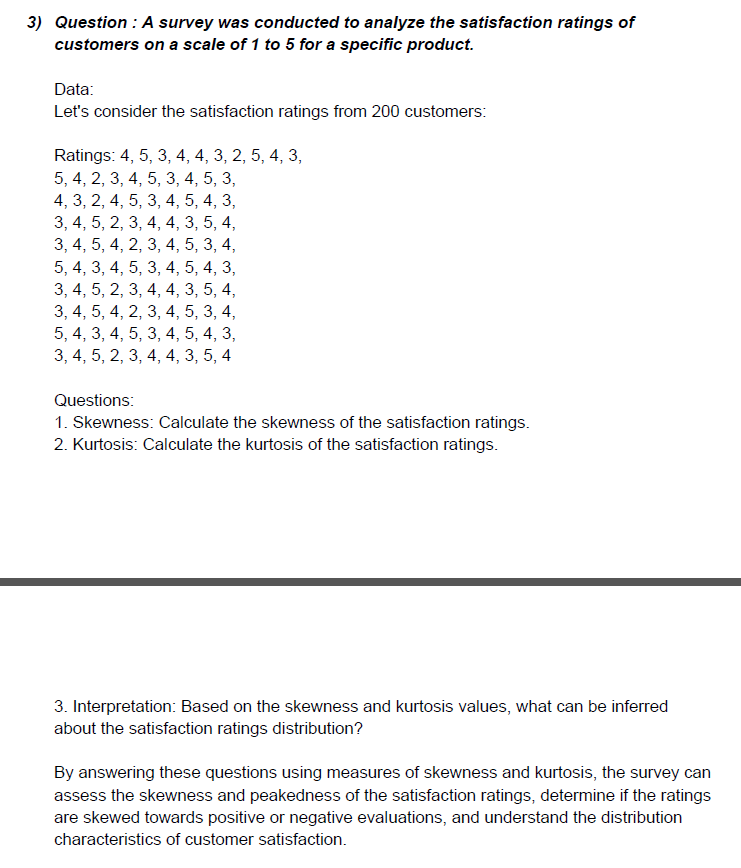 3) Question : A survey was conducted to analyze the satisfaction ratings of
customers on a scale of 1 to 5 for a specific product.
Data:
Let's consider the satisfaction ratings from 200 customers:
Ratings: 4, 5, 3, 4, 4, 3, 2, 5, 4, 3,
5, 4, 2, 3, 4, 5, 3, 4, 5, 3,
4, 3, 2, 4, 5, 3, 4, 5, 4, 3,
3, 4, 5, 2, 3, 4, 4, 3, 5, 4,
3, 4, 5, 4, 2, 3, 4, 5, 3, 4,
5, 4, 3, 4, 5, 3, 4, 5, 4, 3,
3, 4, 5, 2, 3, 4, 4, 3, 5, 4,
3, 4, 5, 4, 2, 3, 4, 5, 3, 4,
5, 4, 3, 4, 5, 3, 4, 5, 4, 3,
3, 4, 5, 2, 3, 4, 4, 3, 5, 4
Questions:
1. Skewness: Calculate the skewness of the satisfaction ratings.
2. Kurtosis: Calculate the kurtosis of the satisfaction ratings.
3. Interpretation: Based on the skewness and kurtosis values, what can be inferred
about the satisfaction ratings distribution?
By answering these questions using measures of skewness and kurtosis, the survey can
assess the skewness and peakedness of the satisfaction ratings, determine if the ratings
are skewed towards positive or negative evaluations, and understand the distribution
characteristics of customer satisfaction.